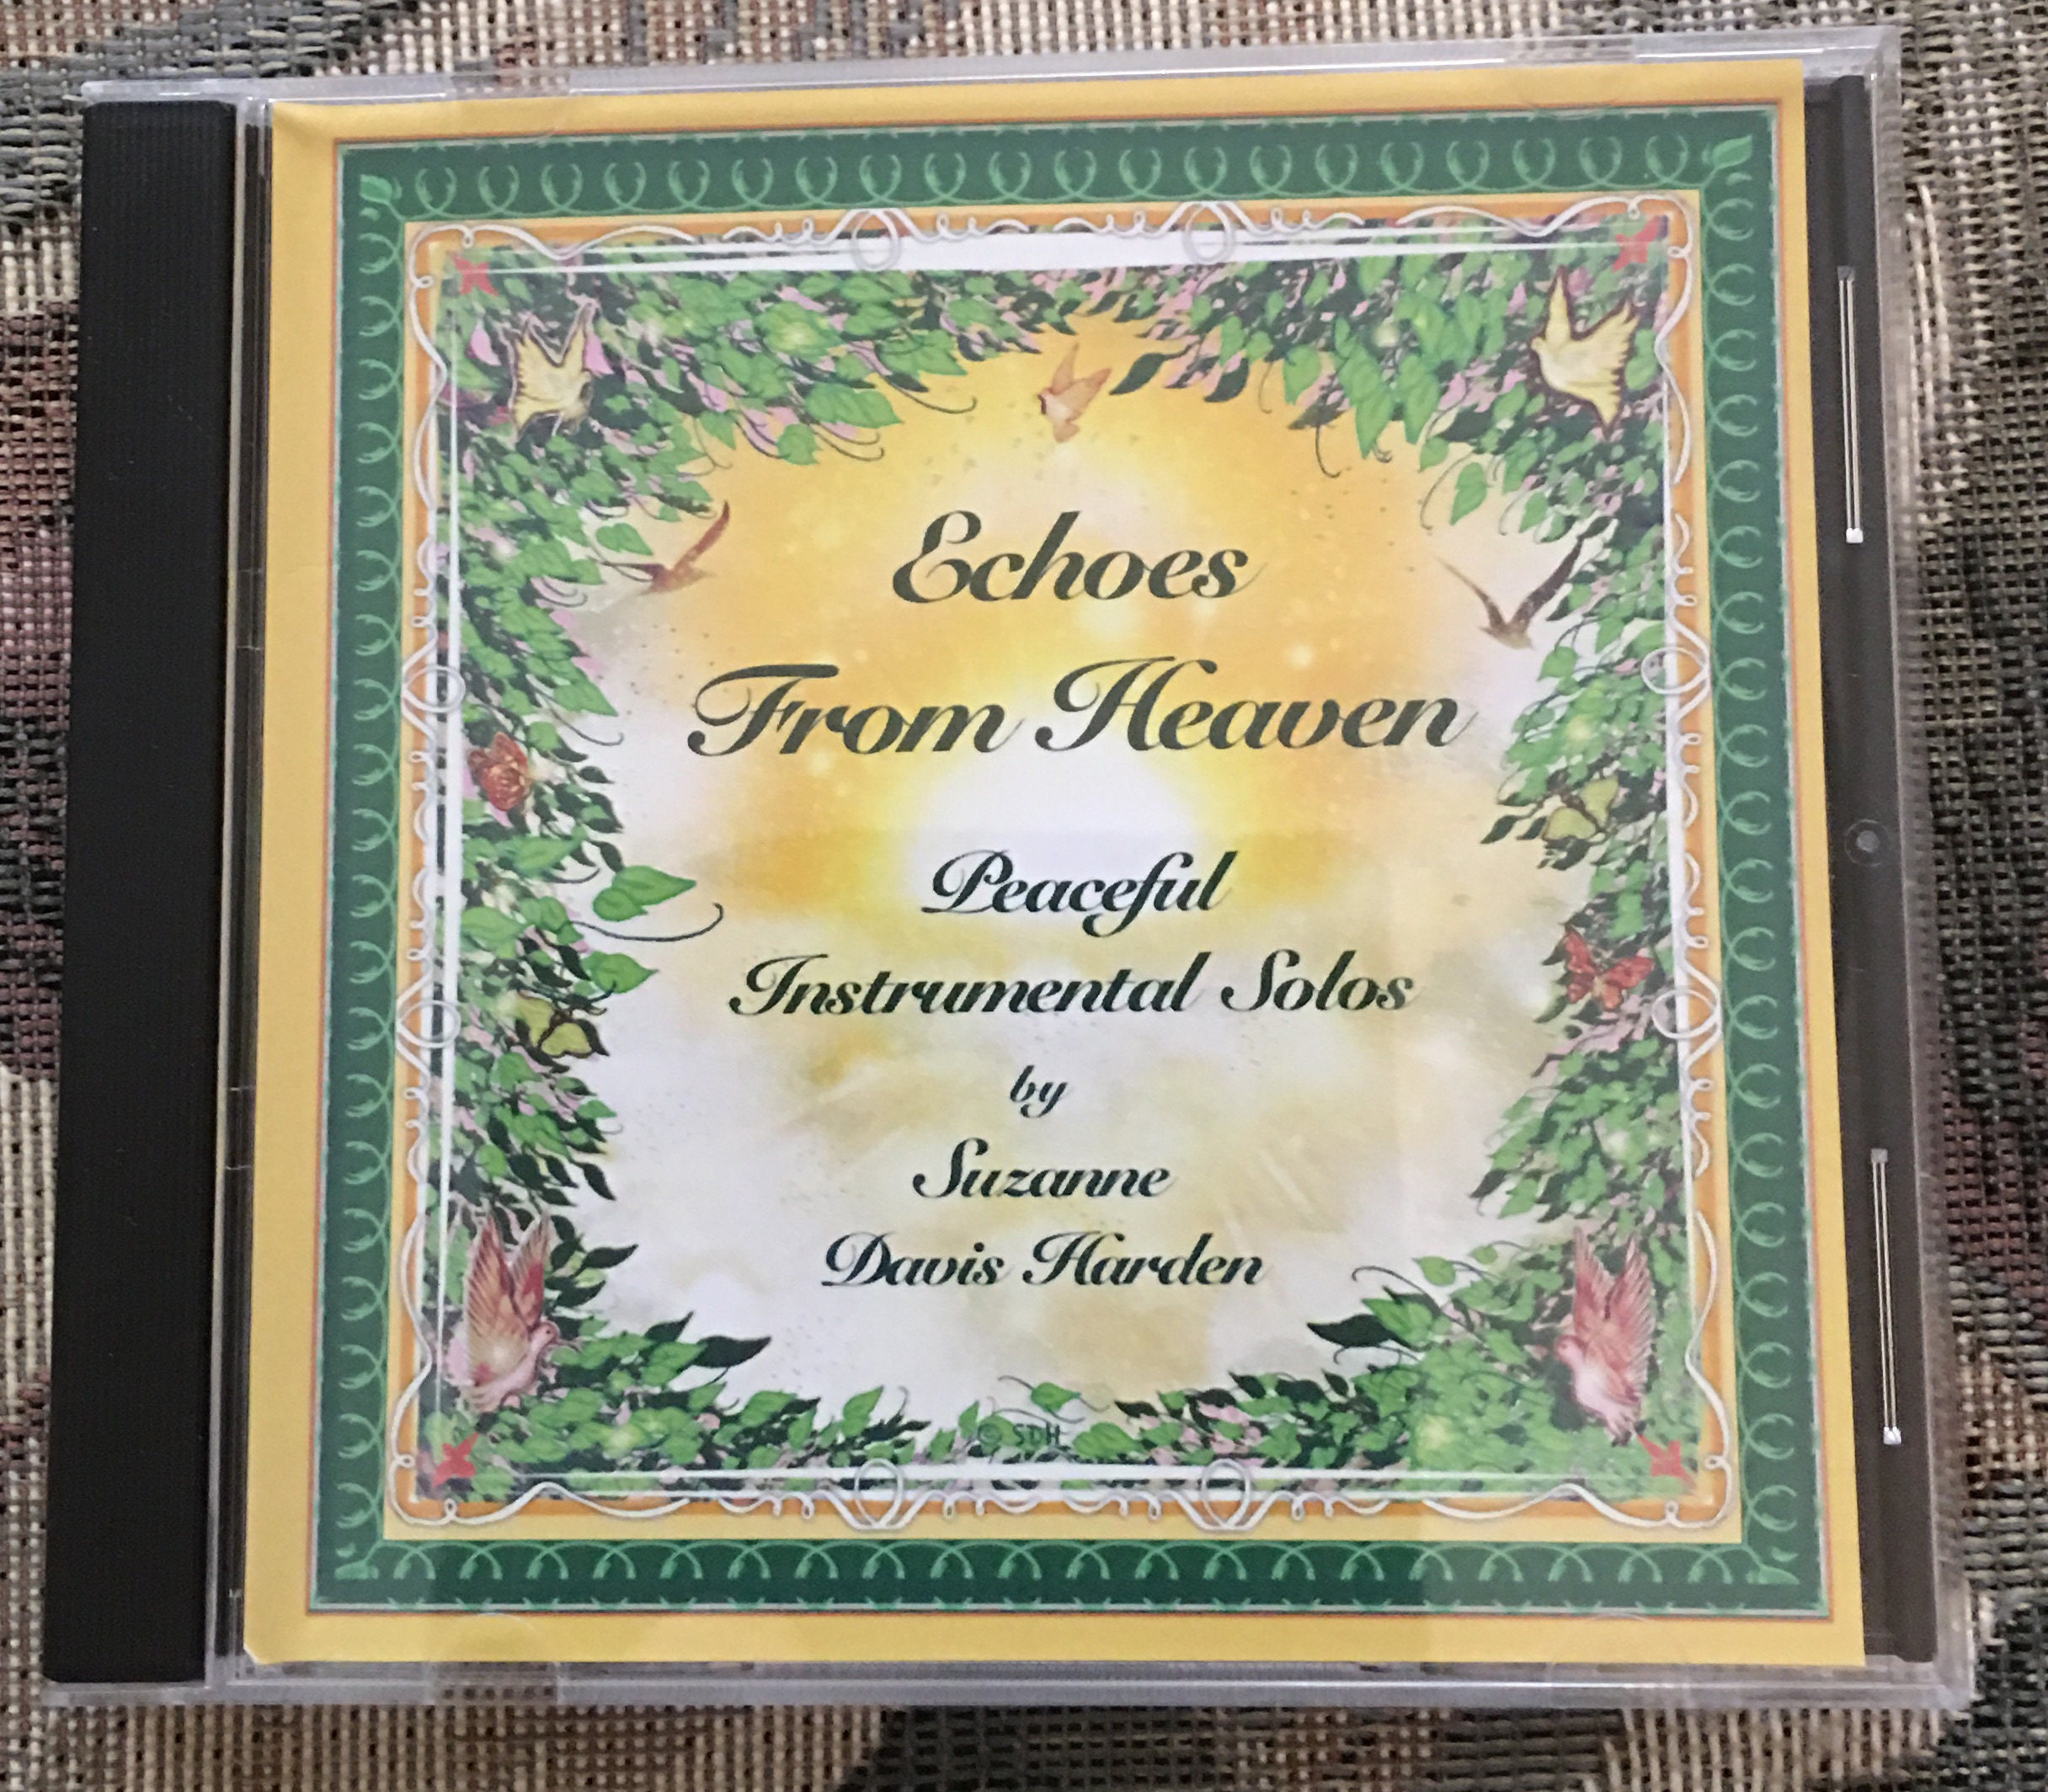 Echoes
From Heaven
Peaceful
Instrumental Solos
by
Suzanne
Davis Harden
© SDH